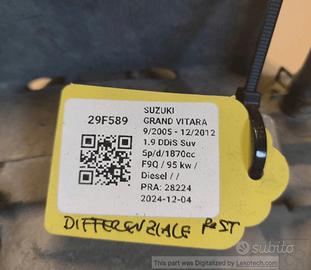 29F589
SUZUKI
GRAND VITARA
9/2005 - 12/2012
1.9 DDiS Suv
5p/d/1870cc
F9Q / 95 kw /
Diesel / /
PRA: 28224
2024-12-04
DIFFERENZIALE POST
subito
This part was Digitalized by Lekotech.com